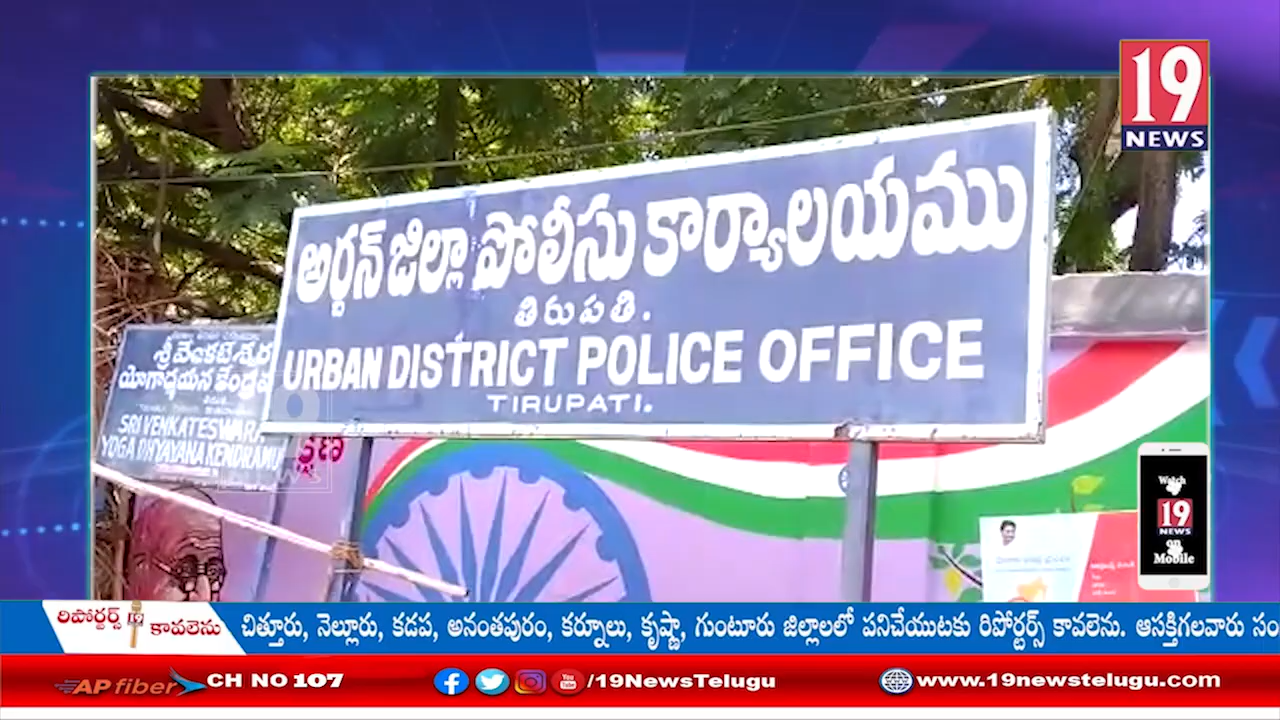 19
NEWS
అర్బన్ జిల్లా పోలీసు కార్యాలయము
తిరుపతి.
URBAN DISTRICT POLICE OFFICE
TIRUPATI.
శ్రీ వెంకటేశ్వర
యోగాధ్యయన కేంద్రము
SRI VENKATESWARA
YOGA DHYAYANA KENDRAMU
Watch
19
NEWS
on
Mobile
రిపోర్టర్స్ కావలెను
చిత్తూరు, నెల్లూరు, కడప, అనంతపురం, కర్నూలు, కృష్ణా, గుంటూరు జిల్లాలలో పనిచేయుటకు రిపోర్టర్స్ కావలెను. ఆసక్తిగలవారు సం
AP fiber CH NO 107
/19NewsTelugu
www.19newstelugu.com